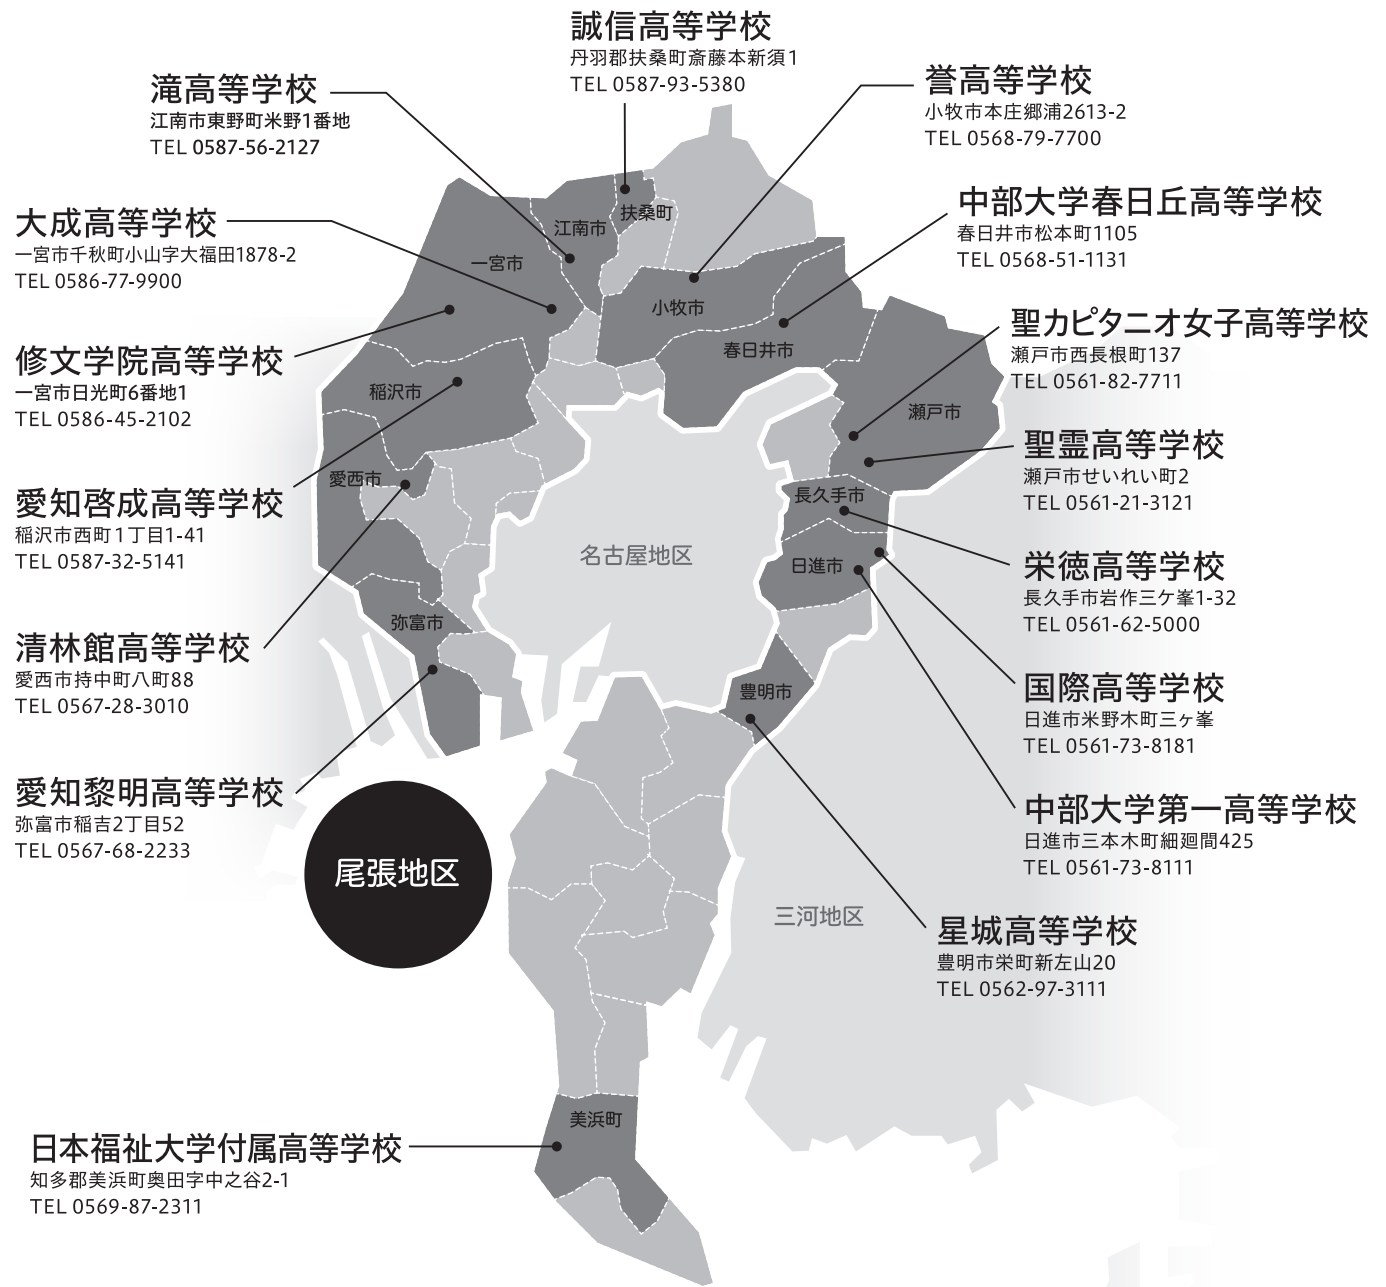 誠信高等学校
丹羽郡扶桑町斎藤本新須1
TEL 0587-93-5380
滝高等学校
江南市東野町米野1番地
TEL 0587-56-2127
誉高等学校
小牧市本庄郷浦2613-2
TEL 0568-79-7700
大成高等学校
一宮市千秋町小山字大福田1878-2
TEL 0586-77-9900
中部大学春日丘高等学校
春日井市松本町1105
TEL 0568-51-1131
修文学院高等学校
一宮市日光町6番地1
TEL 0586-45-2102
聖カピタニオ女子高等学校
瀬戸市西長根町137
TEL 0561-82-7711
愛知啓成高等学校
稲沢市西町1丁目1-41
TEL 0587-32-5141
聖霊高等学校
瀬戸市せいれい町2
TEL 0561-21-3121
清林館高等学校
愛西市持中町八町88
TEL 0567-28-3010
栄徳高等学校
長久手市岩作三ケ峯1-32
TEL 0561-62-5000
愛知黎明高等学校
弥富市稲吉2丁目52
TEL 0567-68-2233
国際高等学校
日進市米野木町三ヶ峯
TEL 0561-73-8181
中部大学第一高等学校
日進市三本木町細廻間425
TEL 0561-73-8111
星城高等学校
豊明市栄町新左山20
TEL 0562-97-3111
日本福祉大学付属高等学校
知多郡美浜町奥田字中之谷2-1
TEL 0569-87-2311
扶桑町
江南市
一宮市
小牧市
春日井市
稲沢市
瀬戸市
愛西市
長久手市
名古屋地区
日進市
弥富市
豊明市
尾張地区
三河地区
美浜町